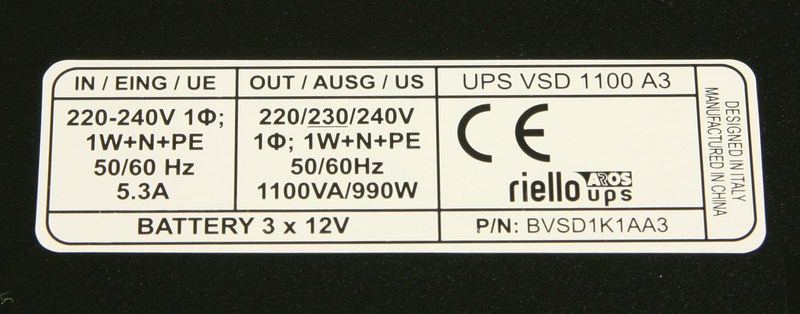 IN / EING / UE
220-240V 1Φ;
1W+N+PE
50/60 Hz
5.3A
OUT / AUSG / US
220/230/240V
1Φ; 1W+N+PE
50/60Hz
1100VA/990W
BATTERY 3 x 12V
UPS VSD 1100 A3
CE
AROS
riello ups
P/N: BVSD1K1AA3
DESIGNED IN ITALY
MANUFACTURED IN CHINA